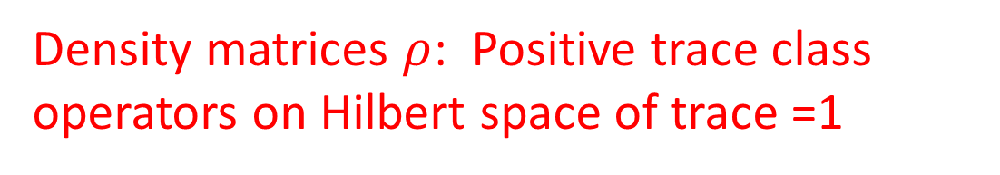 Density matrices 𝜌:  Positive trace class
operators on Hilbert space of trace =1